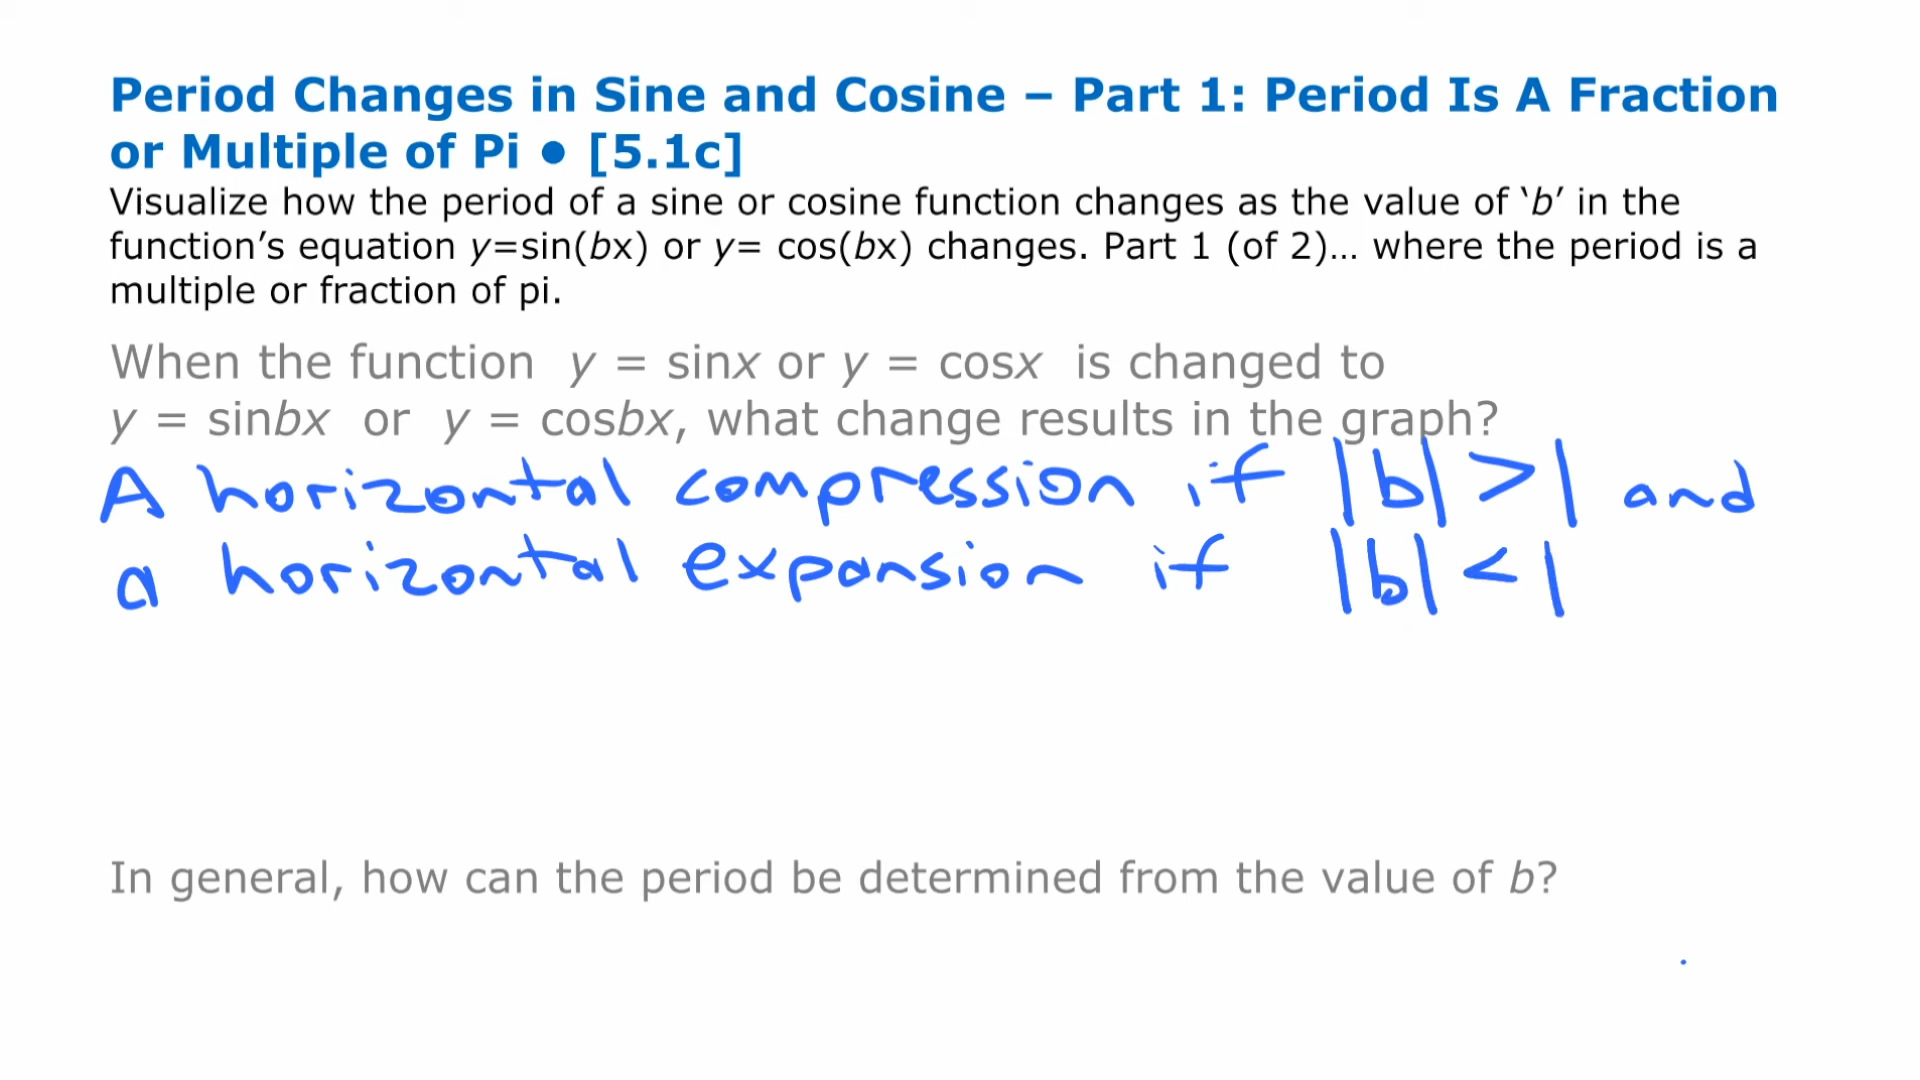 Period Changes in Sine and Cosine – Part 1: Period Is A Fraction
or Multiple of Pi ● [5.1c]
Visualize how the period of a sine or cosine function changes as the value of ‘b’ in the
function’s equation y=sin(bx) or y= cos(bx) changes. Part 1 (of 2)… where the period is a
multiple or fraction of pi.
When the function y = sinx or y = cosx is changed to
y = sinbx or y = cosbx, what change results in the graph?
A horizontal compression if |b| > 1 and
a horizontal expansion if |b| < 1
In general, how can the period be determined from the value of b?